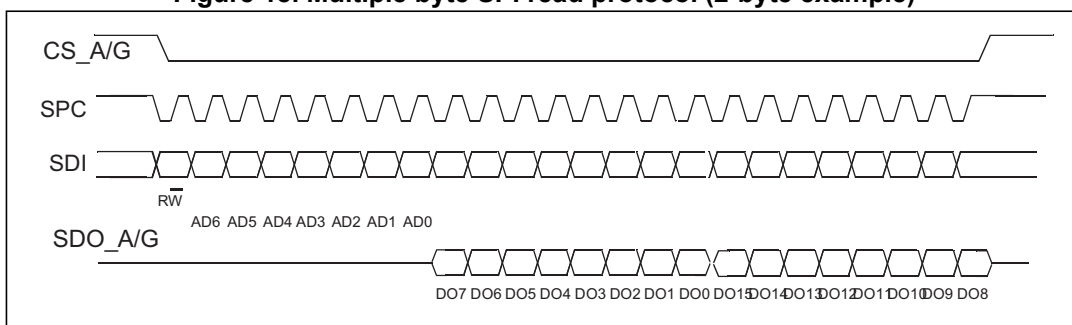 Figure 18. Multiple byte SPI read protocol (2-byte example)
CS_A/G
SPC
SDI
RW
AD6 AD5 AD4 AD3 AD2 AD1 AD0
SDO_A/G
DO7 DO6 DO5 DO4 DO3 DO2 DO1 DO0 DO15 DO14 DO13 DO12 DO11 DO10 DO9 DO8